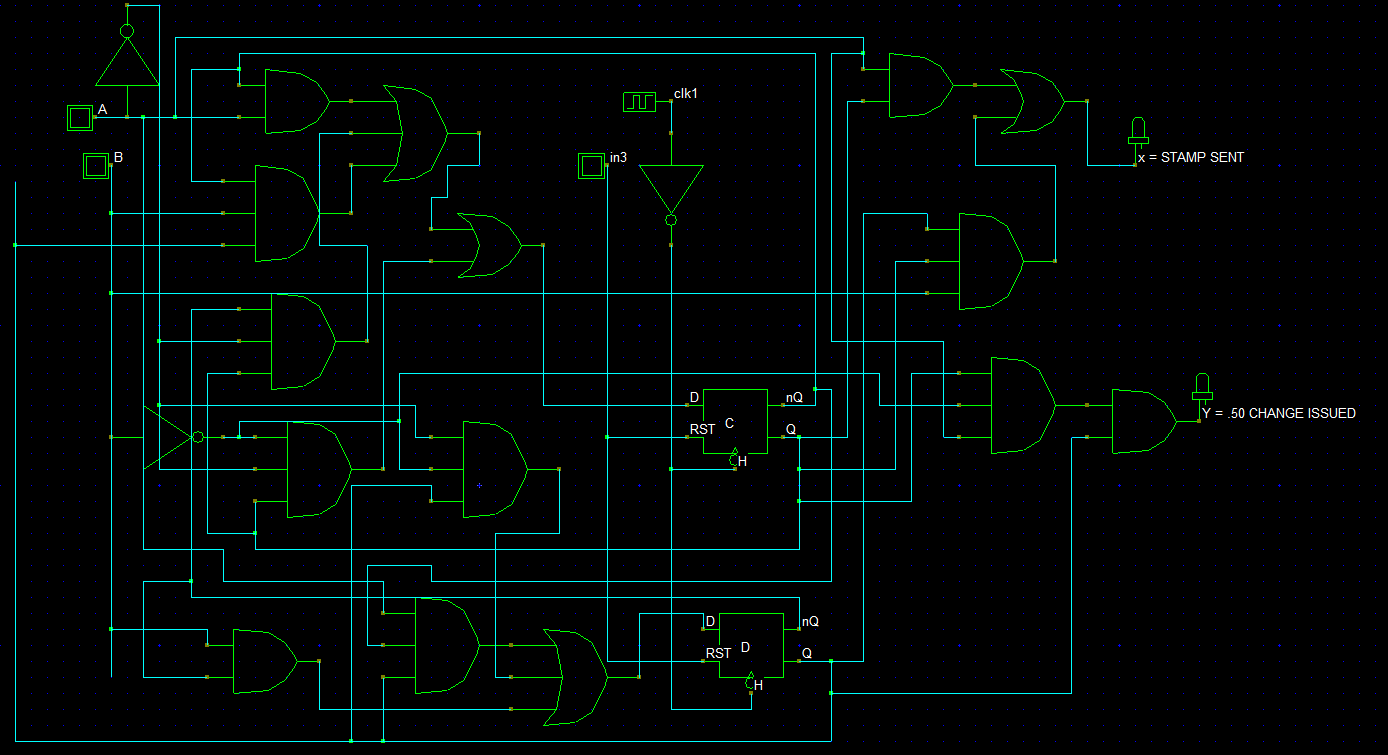 A
B
clk1
in3
x = STAMP SENT
D
nQ
RST
C
Q
H
Y = .50 CHANGE ISSUED
D
nQ
RST
D
Q
H